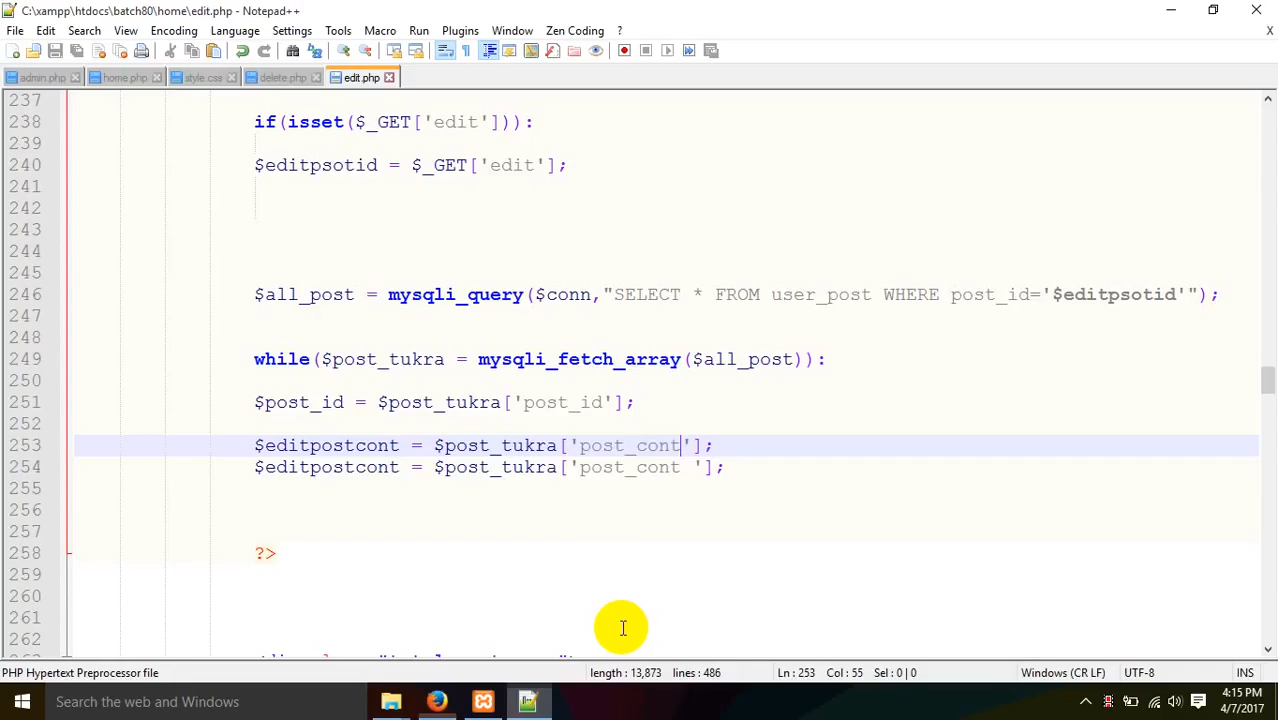 C:\xampp\htdocs\batch80\home\edit.php - Notepad++
File Edit Search View Encoding Language Settings Tools Macro Run Plugins Window Zen Coding ? X
admin.php home.php style.css delete.php edit.php
237
238 if(isset($_GET['edit'])):
239
240 $editpsotid = $_GET['edit'];
241
242
243
244
245
246 $all_post = mysqli_query($conn,"SELECT * FROM user_post WHERE post_id='$editpsotid'");
247
248
249 while($post_tukra = mysqli_fetch_array($all_post)):
250
251 $post_id = $post_tukra['post_id'];
252
253 $editpostcont = $post_tukra['post_cont'];
254 $editpostcont = $post_tukra['post_cont '];
255
256
257
258 ?>
259
260
261
262
PHP Hypertext Preprocessor file length : 13,873 lines : 486 Ln : 253 Col : 55 Sel : 0 | 0 Windows (CR LF) UTF-8 INS
Search the web and Windows
4:15 PM
4/7/2017